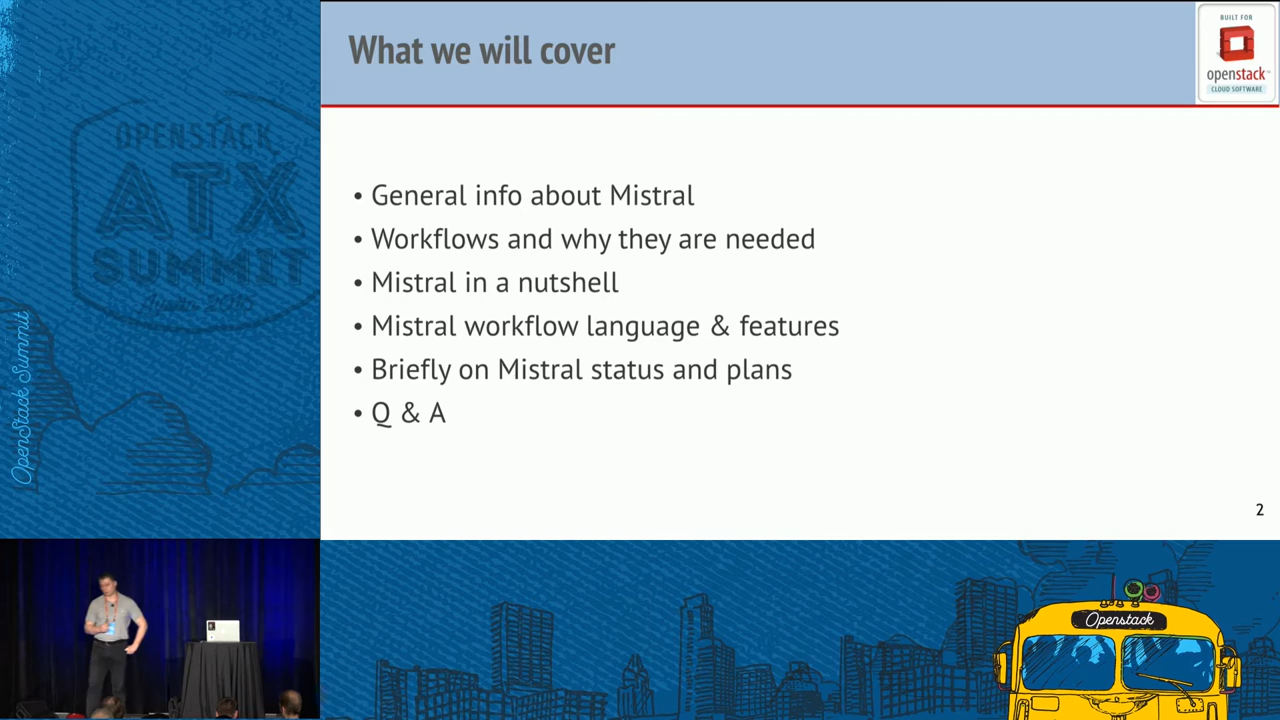 What we will cover
BUILT FOR
openstack
CLOUD SOFTWARE
OPENSTACK
ATX
SUMMIT
Austin 2016
OpenStack Summit
• General info about Mistral
• Workflows and why they are needed
• Mistral in a nutshell
• Mistral workflow language & features
• Briefly on Mistral status and plans
• Q & A
2
Openstack